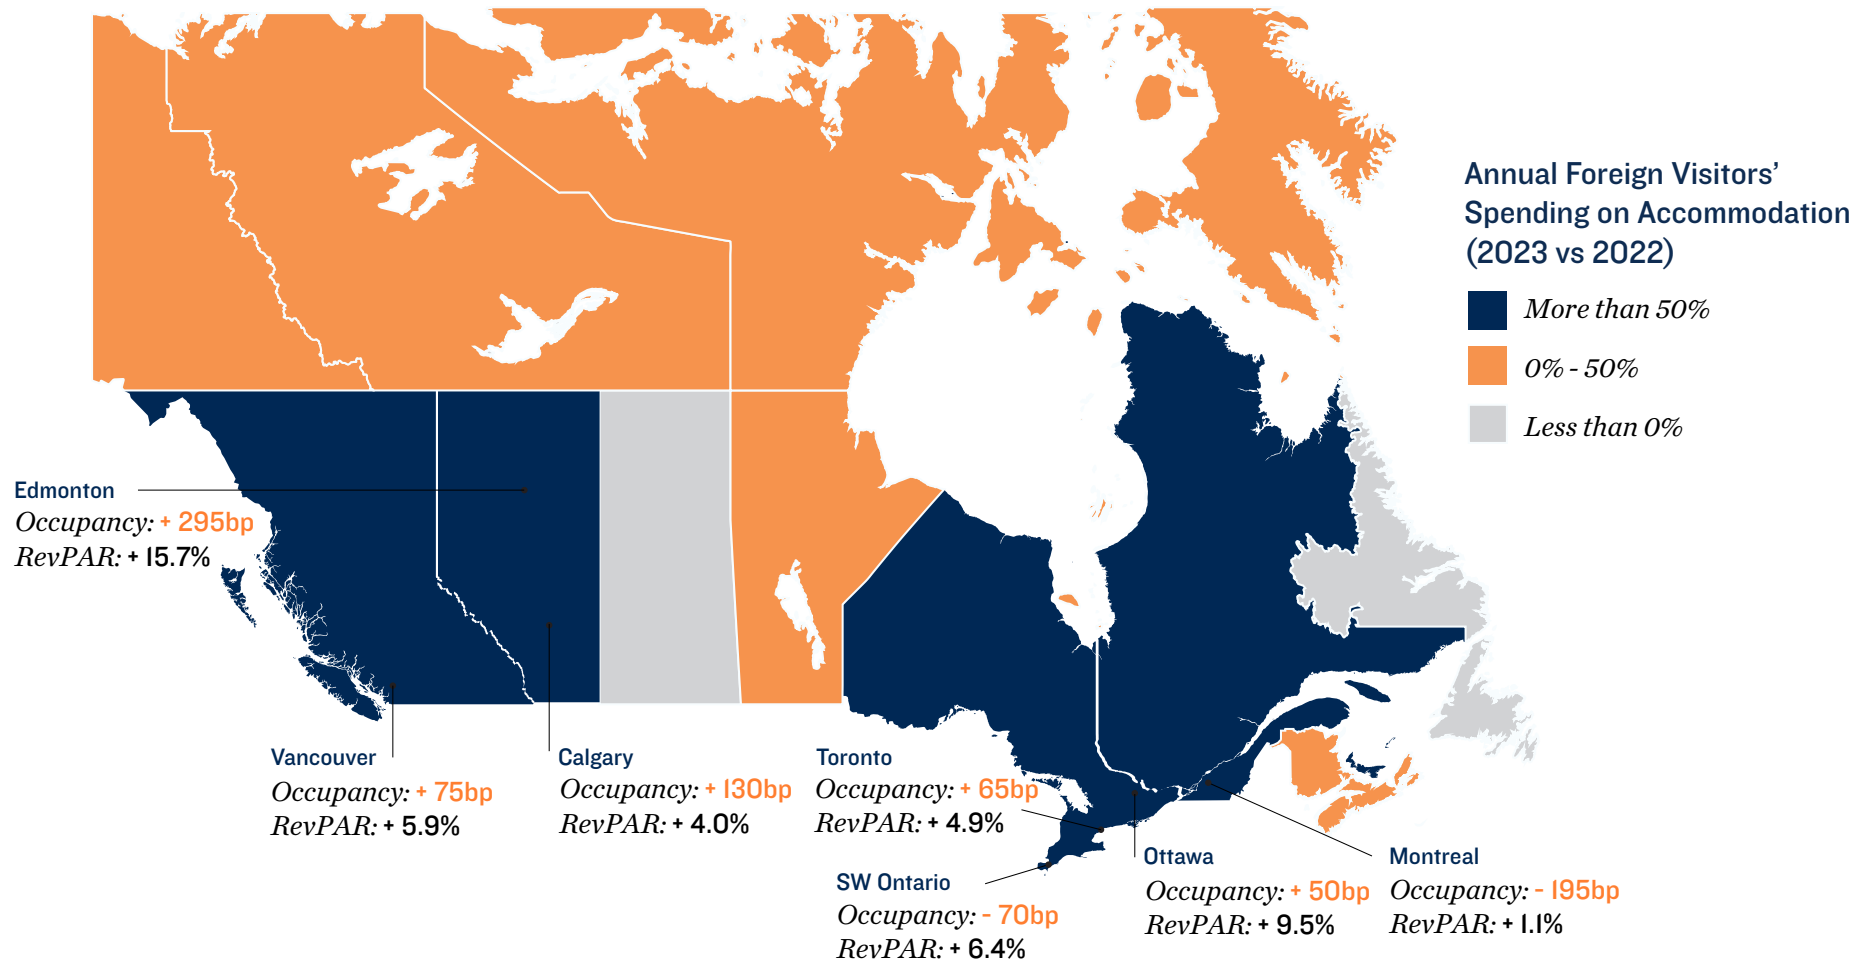 Annual Foreign Visitors'
Spending on Accommodation
(2023 vs 2022)
More than 50%
0% - 50%
Less than 0%
Edmonton
Occupancy: + 295bp
RevPAR: + 15.7%
Vancouver
Occupancy: + 75bp
RevPAR: + 5.9%
Calgary
Occupancy: + 130bp
RevPAR: + 4.0%
Toronto
Occupancy: + 65bp
RevPAR: + 4.9%
SW Ontario
Occupancy: - 70bp
RevPAR: + 6.4%
Ottawa
Occupancy: + 50bp
RevPAR: + 9.5%
Montreal
Occupancy: - 195bp
RevPAR: + 1.1%